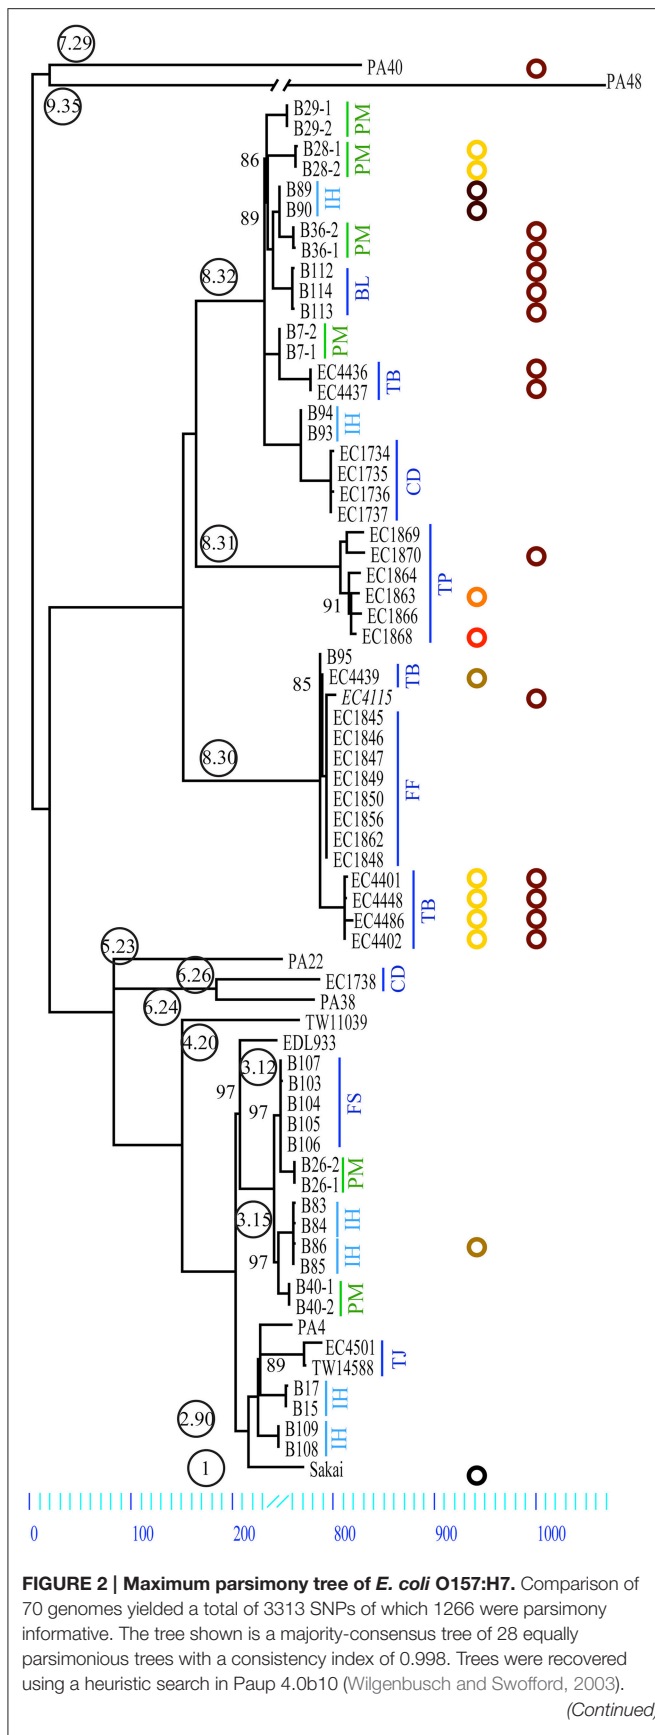 7.29
PA40
PA48
9.35
B29-1
B29-2
PM
86
B28-1
B28-2
PM
89
B89
B90
IH
B36-2
B36-1
PM
8.32
B112
B114
B113
BL
B7-2
B7-1
PM
EC4436
EC4437
TB
B94
B93
IH
EC1734
EC1735
EC1736
EC1737
CD
8.31
EC1869
EC1870
EC1864
EC1863
91
EC1866
EC1868
TP
B95
85
EC4439
TB
EC4115
EC1845
EC1846
EC1847
8.30
EC1849
EC1850
EC1856
EC1862
EC1848
FF
EC4401
EC4448
EC4486
EC4402
TB
5.23
PA22
6.26
EC1738
CD
6.24
PA38
TW11039
4.20
EDL933
3.12
B107
B103
97
97
B104
B105
B106
FS
B26-2
B26-1
PM
B83
B84
IH
3.15
B86
B85
IH
97
B40-1
B40-2
PM
PA4
EC4501
TW14588
TJ
89
B17
B15
IH
2.90
B109
B108
IH
1
Sakai
0 100 200 800 900 1000
FIGURE 2 | Maximum parsimony tree of E. coli O157:H7. Comparison of
70 genomes yielded a total of 3313 SNPs of which 1266 were parsimony
informative. The tree shown is a majority-consensus tree of 28 equally
parsimonious trees with a consistency index of 0.998. Trees were recovered
using a heuristic search in Paup 4.0b10 (Wilgenbusch and Swofford, 2003).
(Continued)